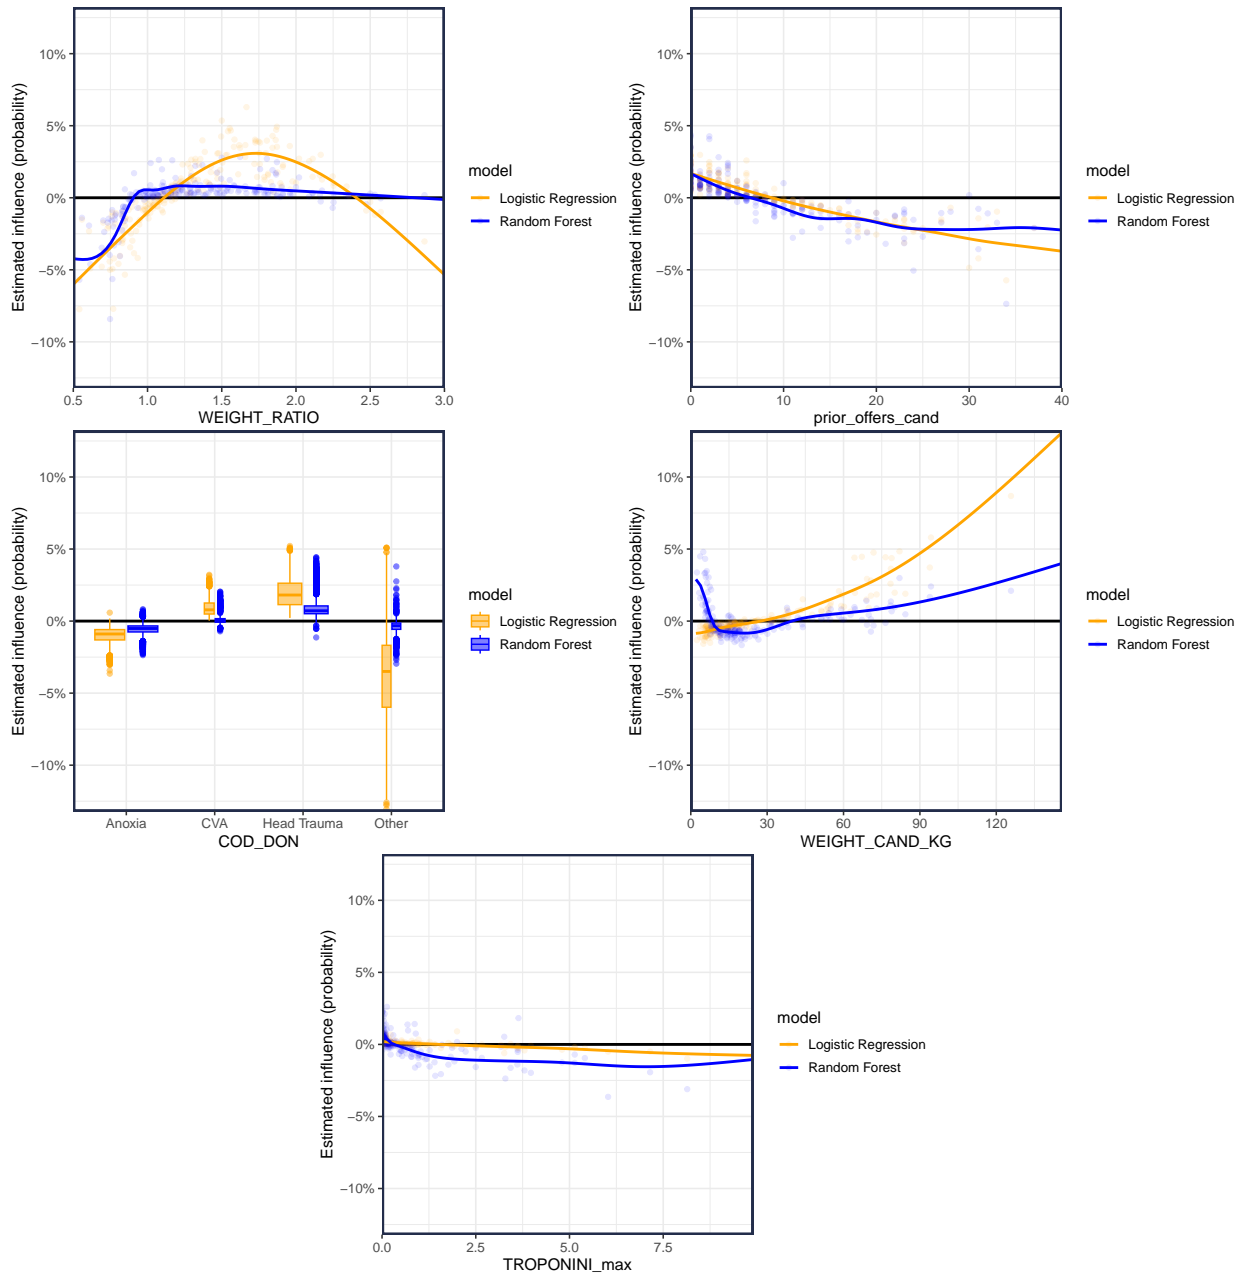 Estimated influence (probability)
10%
5%
0%
−5%
−10%
0.5 1.0 1.5 2.0 2.5 3.0
WEIGHT_RATIO
model
Logistic Regression
Random Forest
Estimated influence (probability)
10%
5%
0%
−5%
−10%
0 10 20 30 40
prior_offers_cand
model
Logistic Regression
Random Forest
Estimated influence (probability)
10%
5%
0%
−5%
−10%
Anoxia CVA Head Trauma Other
COD_DON
model
Logistic Regression
Random Forest
Estimated influence (probability)
10%
5%
0%
−5%
−10%
0 30 60 90 120
WEIGHT_CAND_KG
model
Logistic Regression
Random Forest
Estimated influence (probability)
10%
5%
0%
−5%
−10%
0.0 2.5 5.0 7.5
TROPONINI_max
model
Logistic Regression
Random Forest